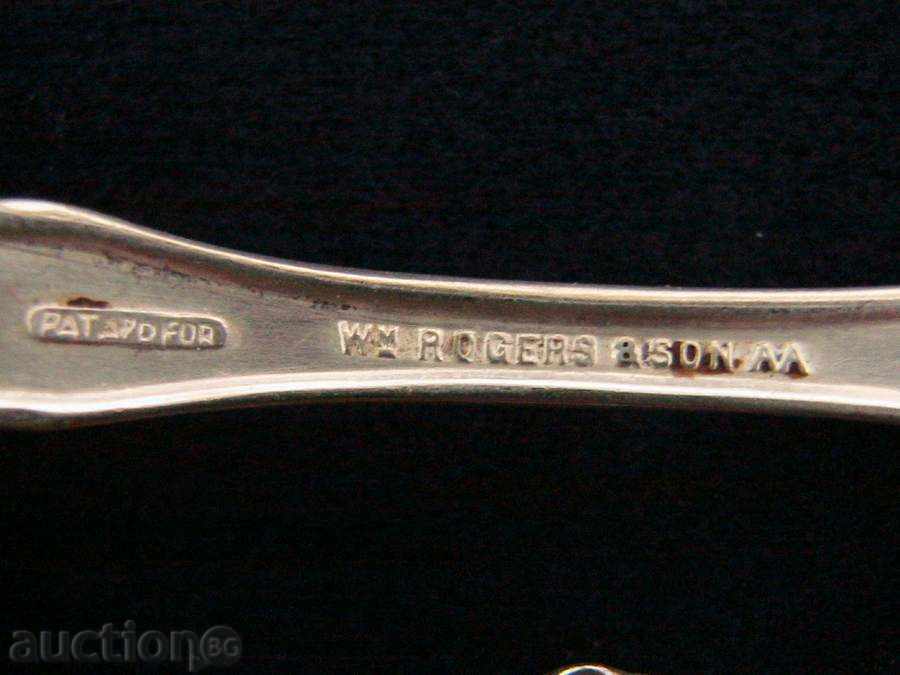 PAT APD FOR
WM ROGERS & SON AA
auction BG